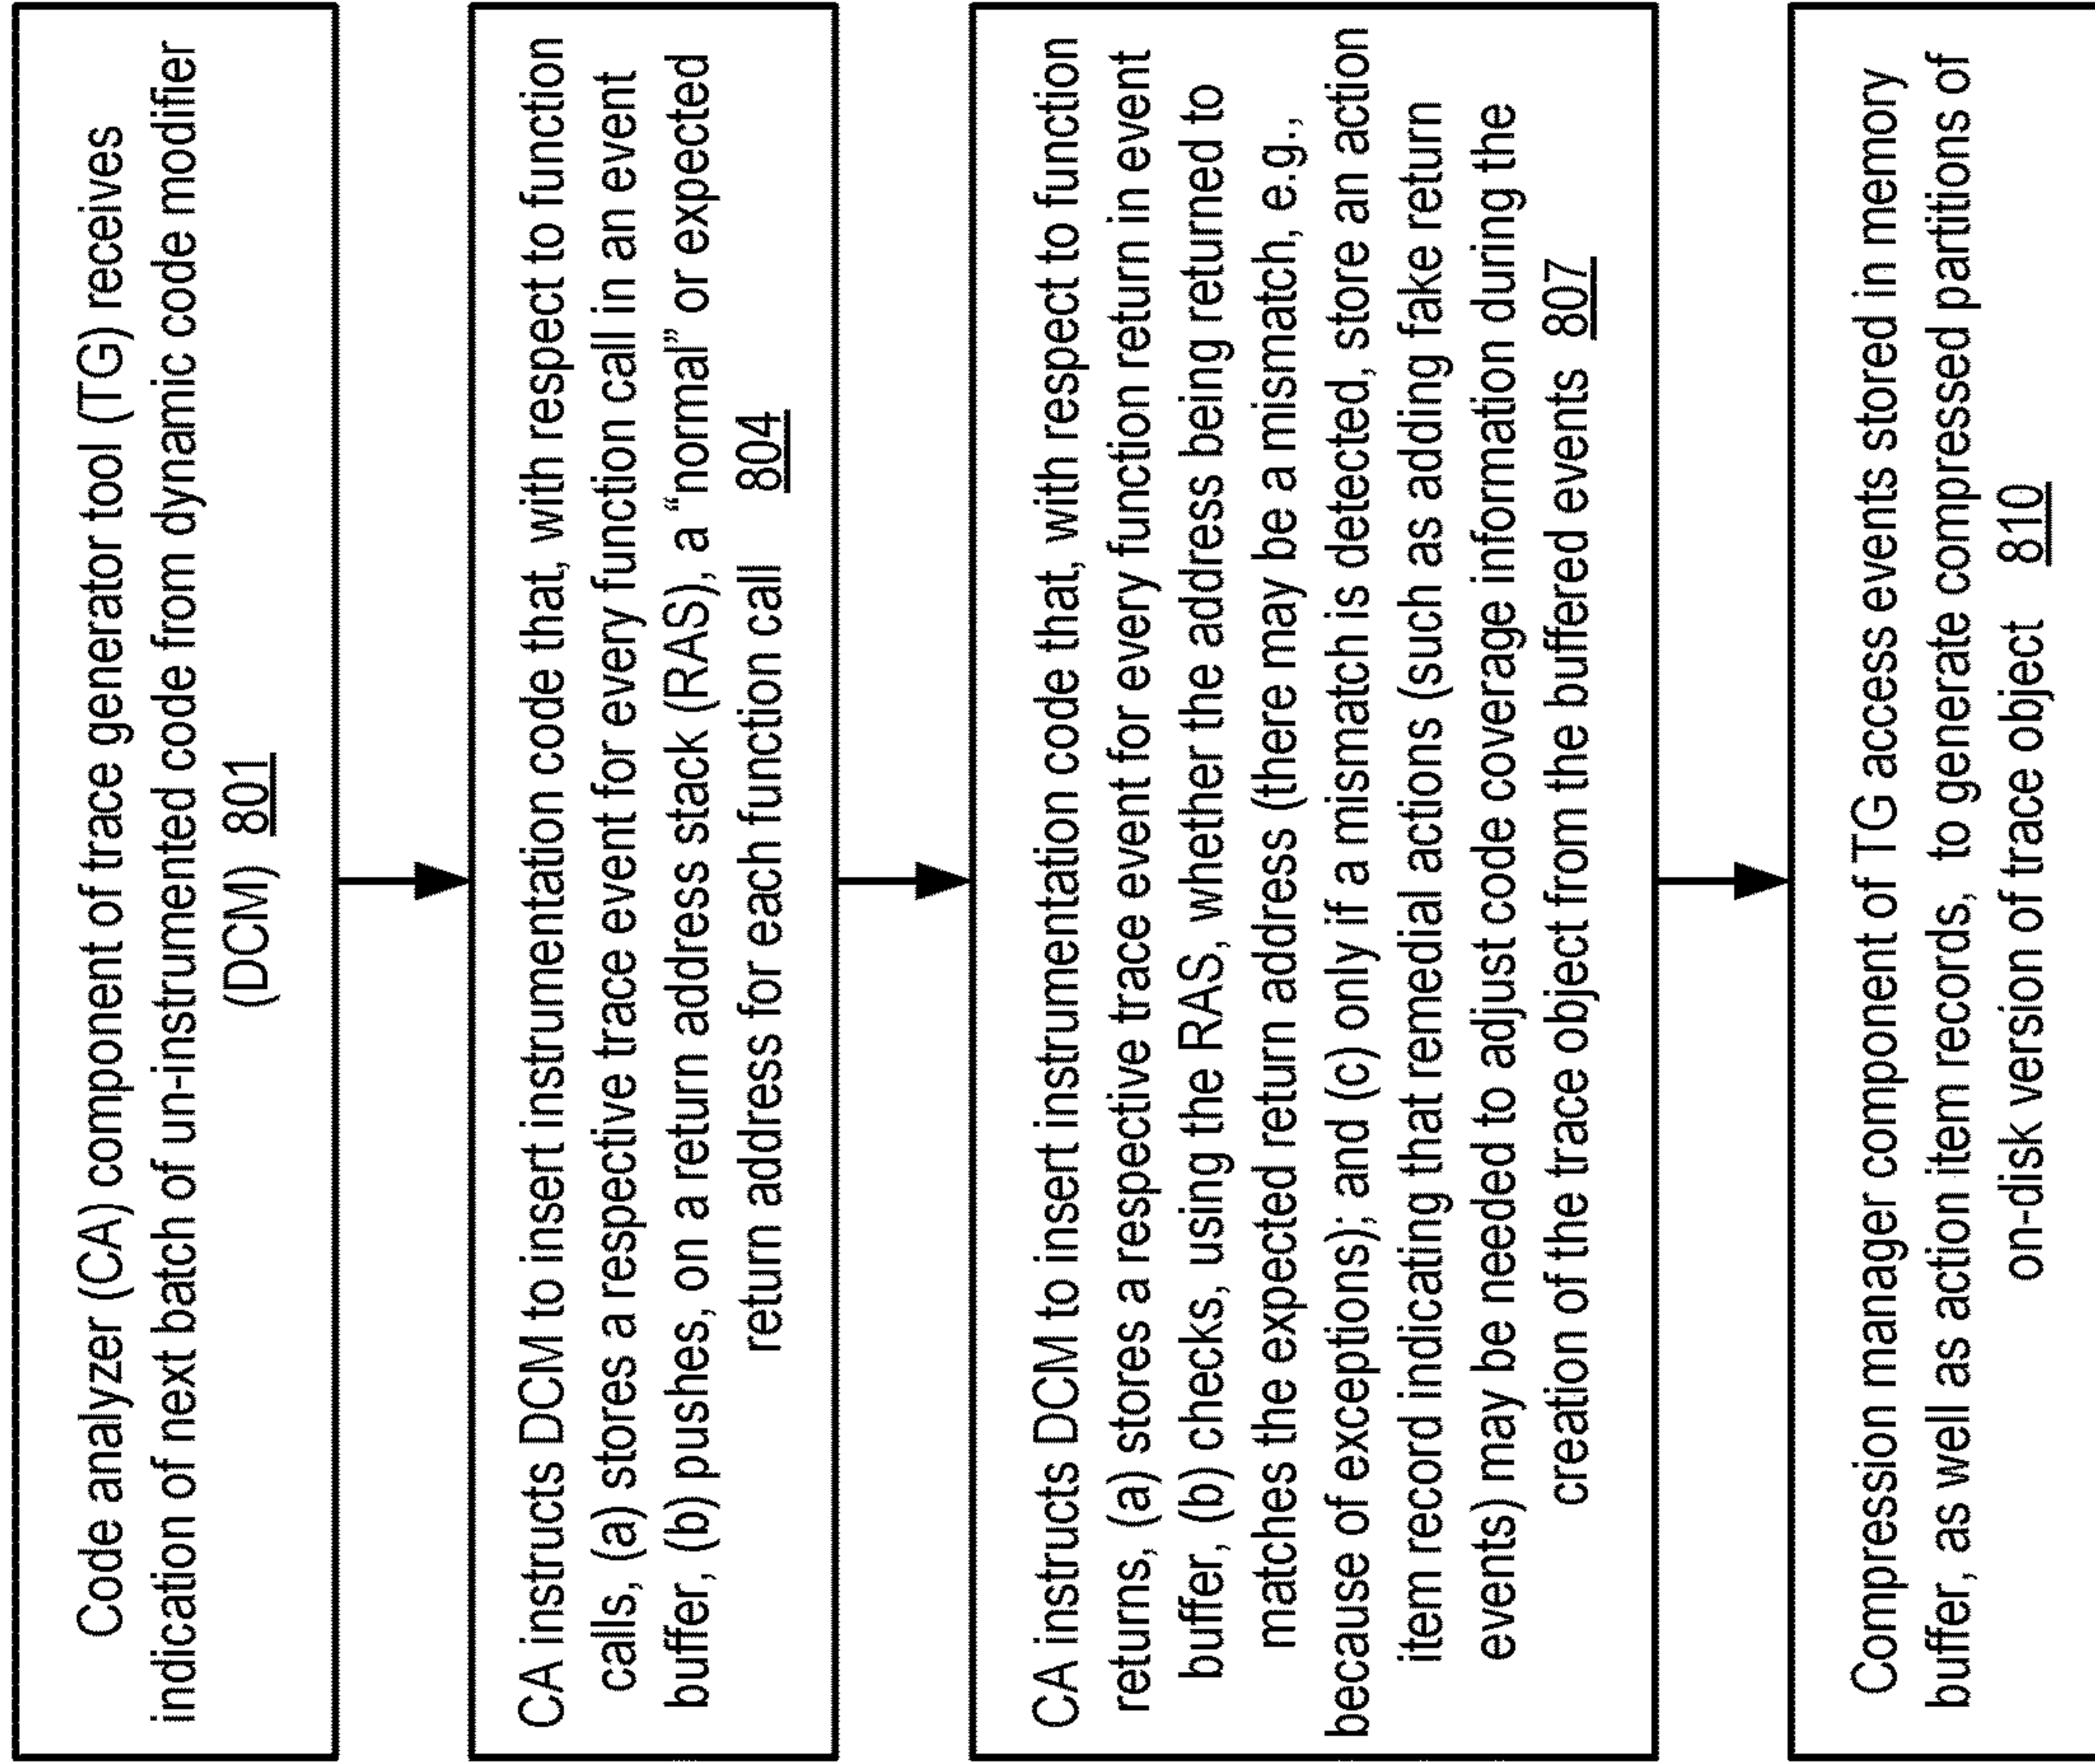 Code analyzer (CA) component of trace generator tool (TG) receives
indication of next batch of un-instrumented code from dynamic code modifier
(DCM) 801
CA instructs DCM to insert instrumentation code that, with respect to function
calls, (a) stores a respective trace event for every function call in an event
buffer, (b) pushes, on a return address stack (RAS), a “normal” or expected
return address for each function call 804
CA instructs DCM to insert instrumentation code that, with respect to function
returns, (a) stores a respective trace event for every function return in event
buffer, (b) checks, using the RAS, whether the address being returned to
matches the expected return address (there may be a mismatch, e.g.,
because of exceptions); and (c) only if a mismatch is detected, store an action
item record indicating that remedial actions (such as adding fake return
events) may be needed to adjust code coverage information during the
creation of the trace object from the buffered events 807
Compression manager component of TG access events stored in memory
buffer, as well as action item records, to generate compressed partitions of
on-disk version of trace object 810